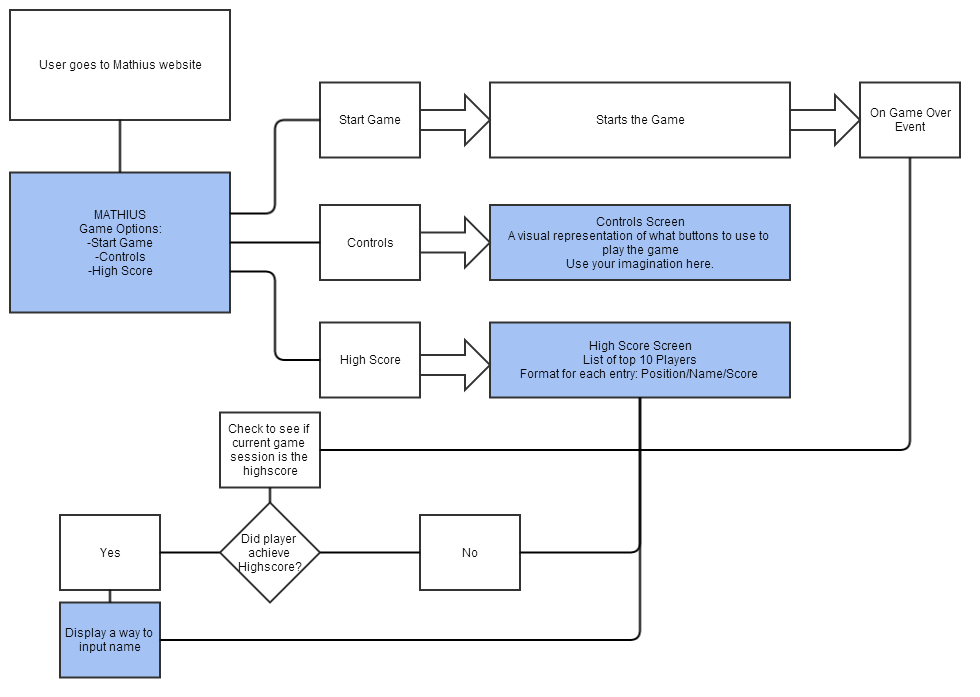 User goes to Mathius website
Start Game
Starts the Game
On Game Over
Event
MATHIUS
Game Options:
-Start Game
-Controls
-High Score
Controls
Controls Screen
A visual representation of what buttons to use to
play the game
Use your imagination here.
High Score
High Score Screen
List of top 10 Players
Format for each entry: Position/Name/Score
Check to see if
current game
session is the
highscore
Yes
Did player
achieve
Highscore?
No
Display a way to
input name